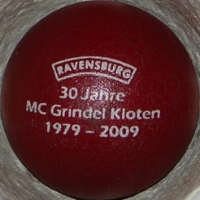 RAVENSBURG
30 Jahre
MC Grindel Kloten
1979 - 2009